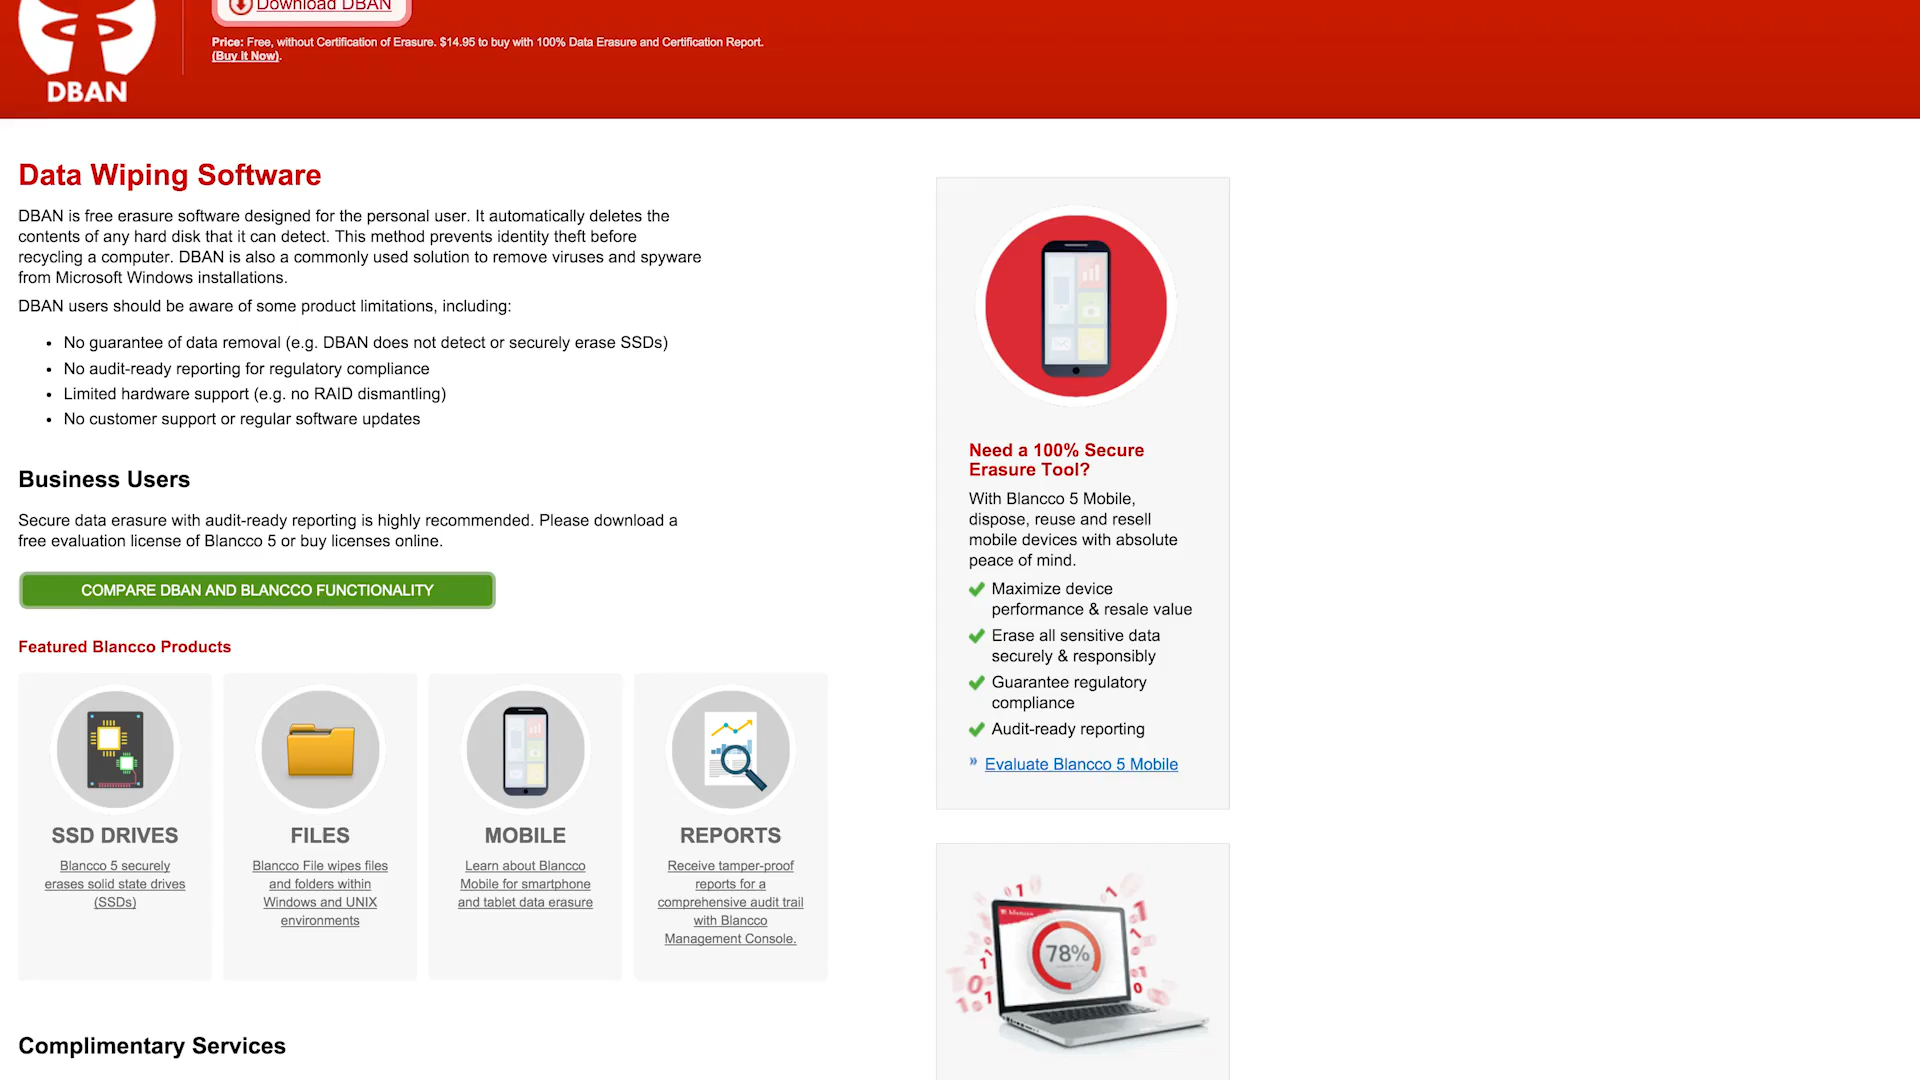 Download DBAN
Price: Free, without Certification of Erasure. $14.95 to buy with 100% Data Erasure and Certification Report.
(Buy it Now).
DBAN
Data Wiping Software
DBAN is free erasure software designed for the personal user. It automatically deletes the
contents of any hard disk that it can detect. This method prevents identity theft before
recycling a computer. DBAN is also a commonly used solution to remove viruses and spyware
from Microsoft Windows installations.
DBAN users should be aware of some product limitations, including:
• No guarantee of data removal (e.g. DBAN does not detect or securely erase SSDs)
• No audit-ready reporting for regulatory compliance
• Limited hardware support (e.g. no RAID dismantling)
• No customer support or regular software updates
Business Users
Secure data erasure with audit-ready reporting is highly recommended. Please download a
free evaluation license of Blancco 5 or buy licenses online.
COMPARE DBAN AND BLANCCO FUNCTIONALITY
Featured Blancco Products
SSD DRIVES
Blancco 5 securely
erases solid state drives
(SSDs)
FILES
Blancco File wipes files
and folders within
Windows and UNIX
environments
MOBILE
Learn about Blancco
Mobile for smartphone
and tablet data erasure
REPORTS
Receive tamper-proof
reports for a
comprehensive audit trail
with Blancco
Management Console.
Complimentary Services
Need a 100% Secure
Erasure Tool?
With Blancco 5 Mobile,
dispose, reuse and resell
mobile devices with absolute
peace of mind.
Maximize device
performance & resale value
Erase all sensitive data
securely & responsibly
Guarantee regulatory
compliance
Audit-ready reporting
» Evaluate Blancco 5 Mobile
blancco
78%